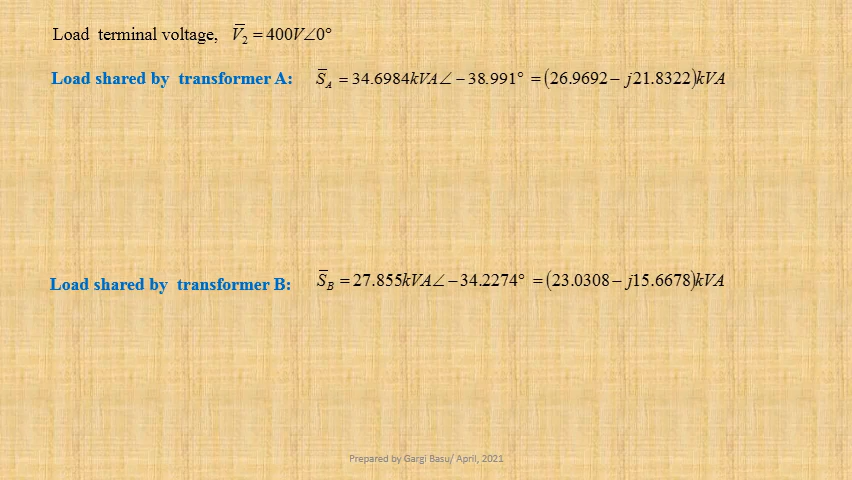 Load terminal voltage, V̅₂ = 400V∠0°
Load shared by transformer A: S̅_A = 34.6984kVA∠−38.991° = (26.9692 − j21.8322)kVA
Load shared by transformer B: S̅_B = 27.855kVA∠−34.2274° = (23.0308 − j15.6678)kVA
Prepared by Gargi Basu/ April, 2021